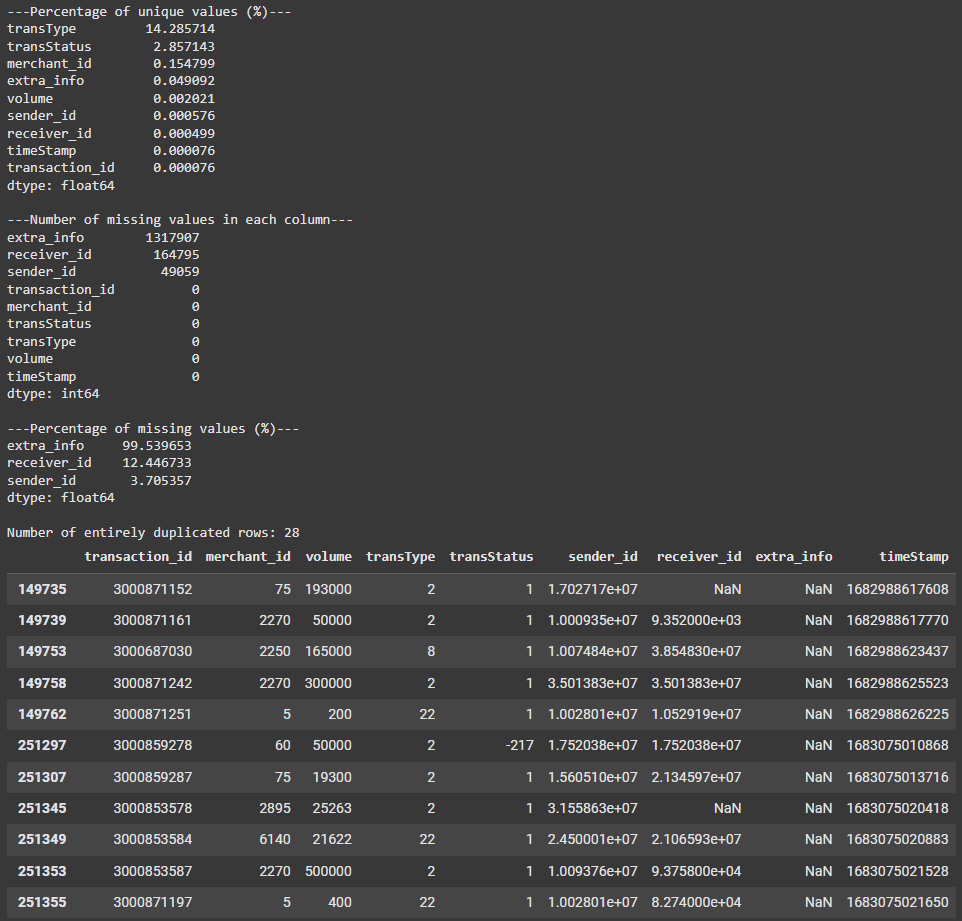 ---Percentage of unique values (%)---
transType 14.285714
transStatus 2.857143
merchant_id 0.154799
extra_info 0.049092
volume 0.002021
sender_id 0.000576
receiver_id 0.000499
timeStamp 0.000076
transaction_id 0.000076
dtype: float64
---Number of missing values in each column---
extra_info 1317907
receiver_id 164795
sender_id 49059
transaction_id 0
merchant_id 0
transStatus 0
transType 0
volume 0
timeStamp 0
dtype: int64
---Percentage of missing values (%)---
extra_info 99.539653
receiver_id 12.446733
sender_id 3.705357
dtype: float64
Number of entirely duplicated rows: 28
transaction_id merchant_id volume transType transStatus sender_id receiver_id extra_info timeStamp
149735 3000871152 75 193000 2 1 1.702717e+07 NaN NaN 1682988617608
149739 3000871161 2270 50000 2 1 1.000935e+07 9.352000e+03 NaN 1682988617770
149753 3000687030 2250 165000 8 1 1.007484e+07 3.854830e+07 NaN 1682988623437
149758 3000871242 2270 300000 2 1 3.501383e+07 3.501383e+07 NaN 1682988625523
149762 3000871251 5 200 22 1 1.002801e+07 1.052919e+07 NaN 1682988626225
251297 3000859278 60 50000 2 -217 1.752038e+07 1.752038e+07 NaN 1683075010868
251307 3000859287 75 19300 2 1 1.560510e+07 2.134597e+07 NaN 1683075013716
251345 3000853578 2895 25263 2 1 3.155863e+07 NaN NaN 1683075020418
251349 3000853584 6140 21622 22 1 2.450001e+07 2.106593e+07 NaN 1683075020883
251353 3000853587 2270 500000 2 1 1.009376e+07 9.375800e+04 NaN 1683075021528
251355 3000871197 5 400 22 1 1.002801e+07 8.274000e+04 NaN 1683075021650